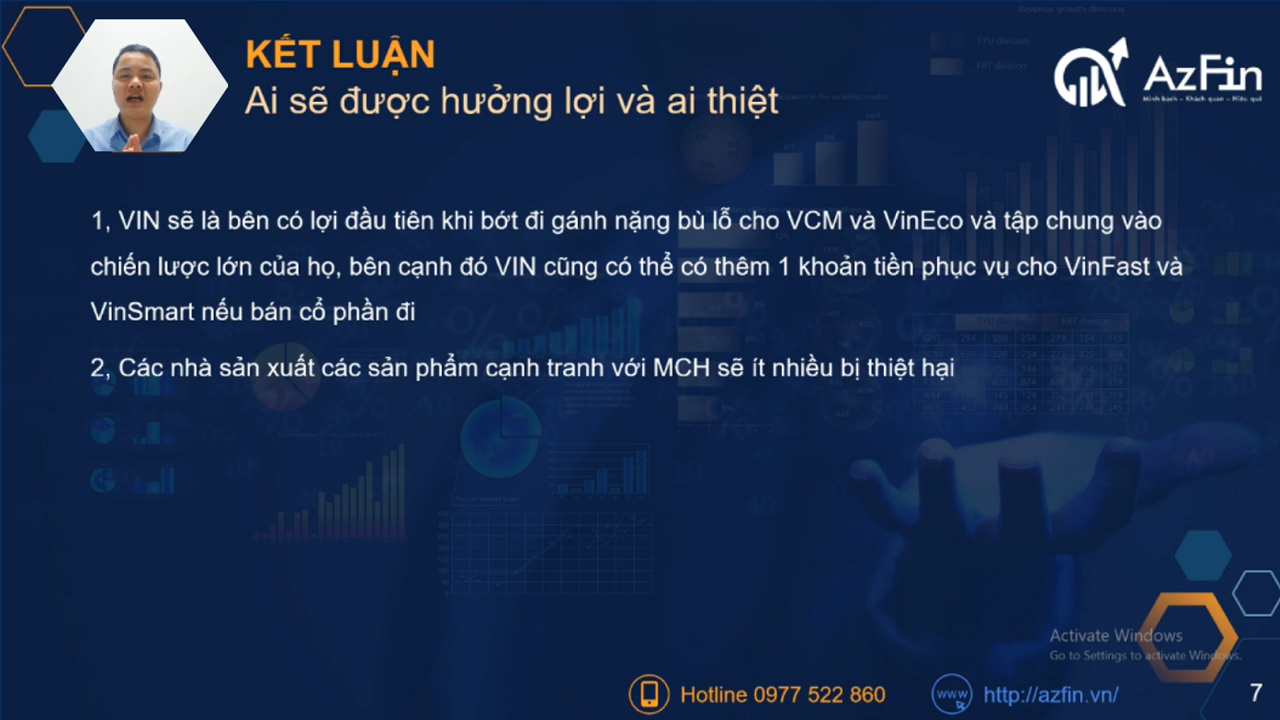 KẾT LUẬN
Ai sẽ được hưởng lợi và ai thiệt
AzFin
Minh bạch - Khách quan - Hiệu quả
1, VIN sẽ là bên có lợi đầu tiên khi bớt đi gánh nặng bù lỗ cho VCM và VinEco và tập chung vào
chiến lược lớn của họ, bên cạnh đó VIN cũng có thể có thêm 1 khoản tiền phục vụ cho VinFast và
VinSmart nếu bán cổ phần đi
2, Các nhà sản xuất các sản phẩm cạnh tranh với MCH sẽ ít nhiều bị thiệt hại
Activate Windows
Go to Settings to activate Windows.
Hotline 0977 522 860
www
http://azfin.vn/
7